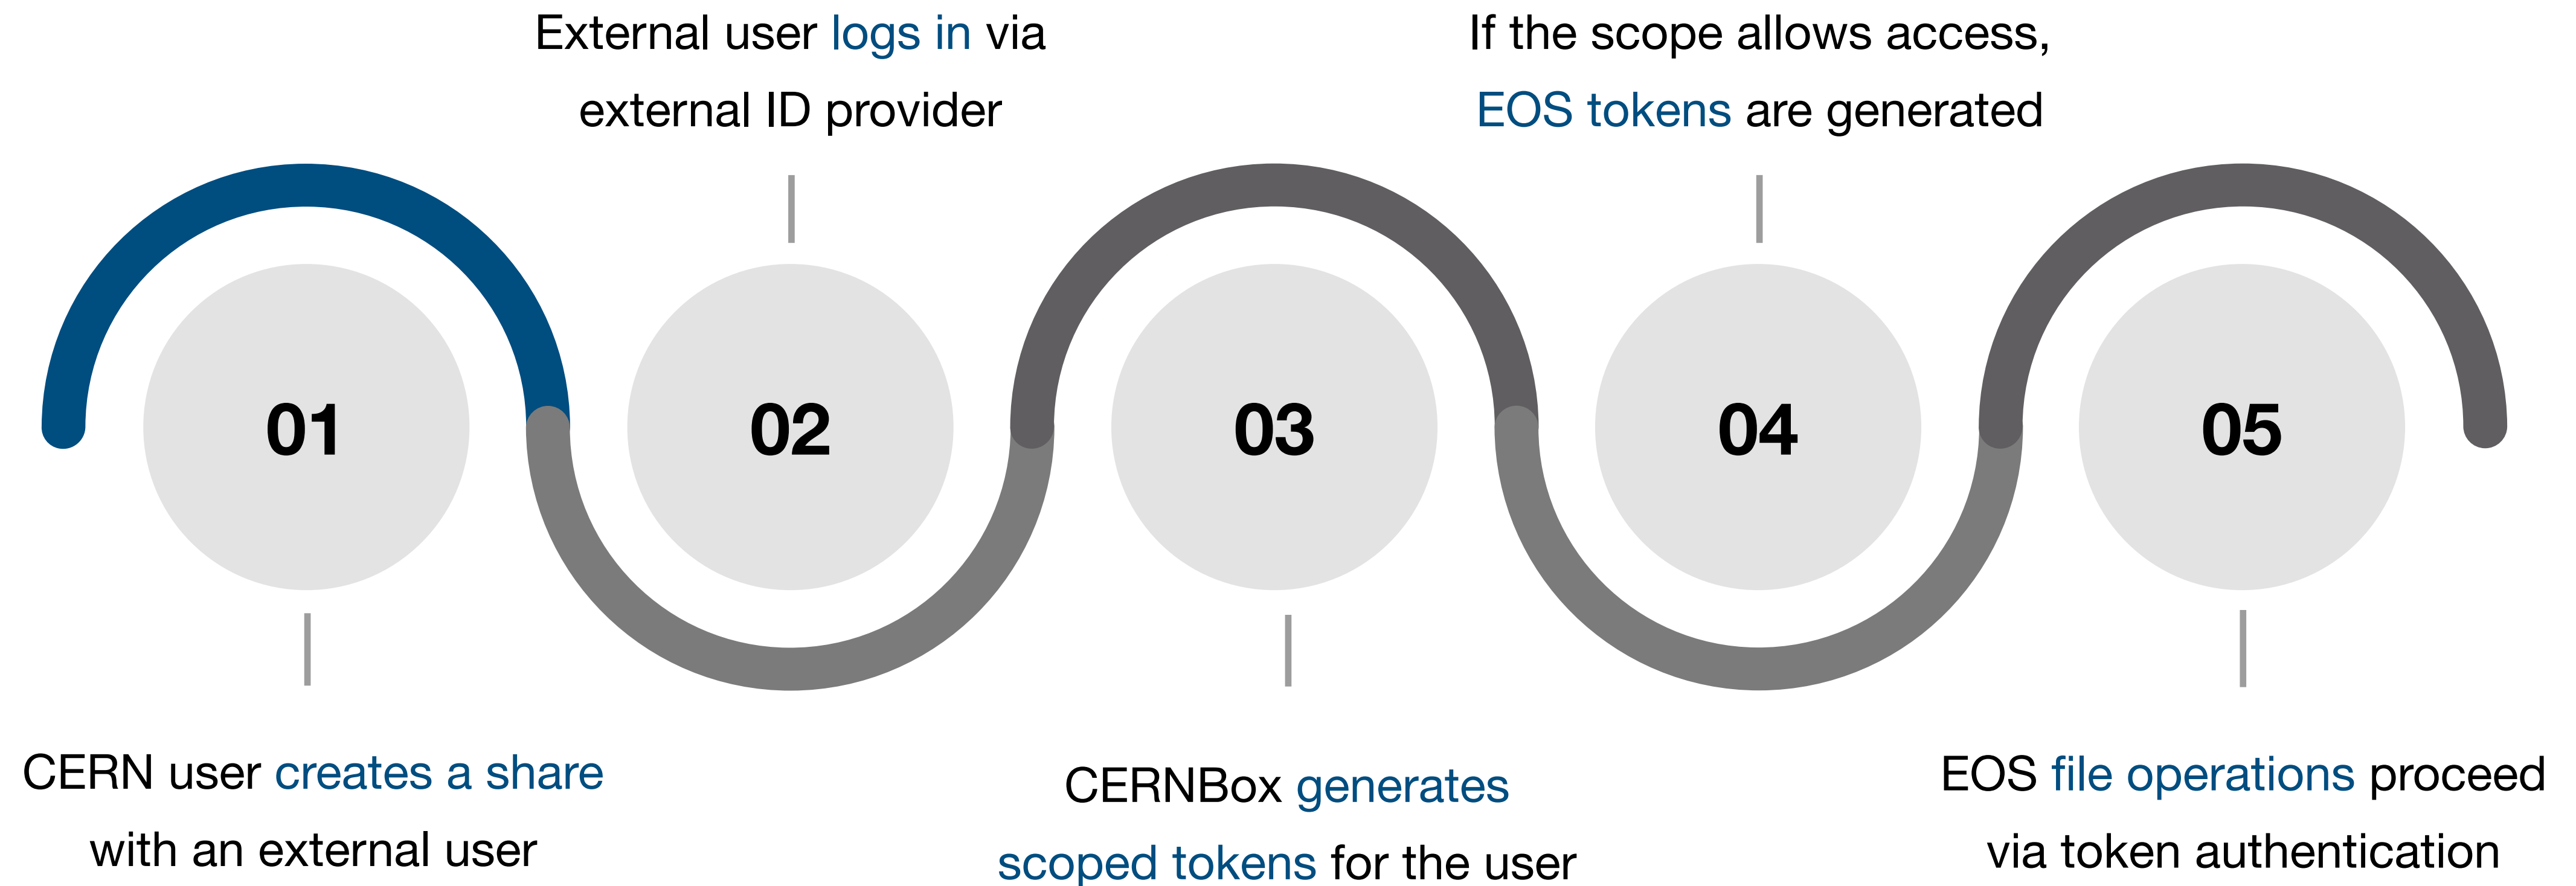 External user logs in via
external ID provider
If the scope allows access,
EOS tokens are generated
01
02
03
04
05
CERN user creates a share
with an external user
CERNBox generates
scoped tokens for the user
EOS file operations proceed
via token authentication